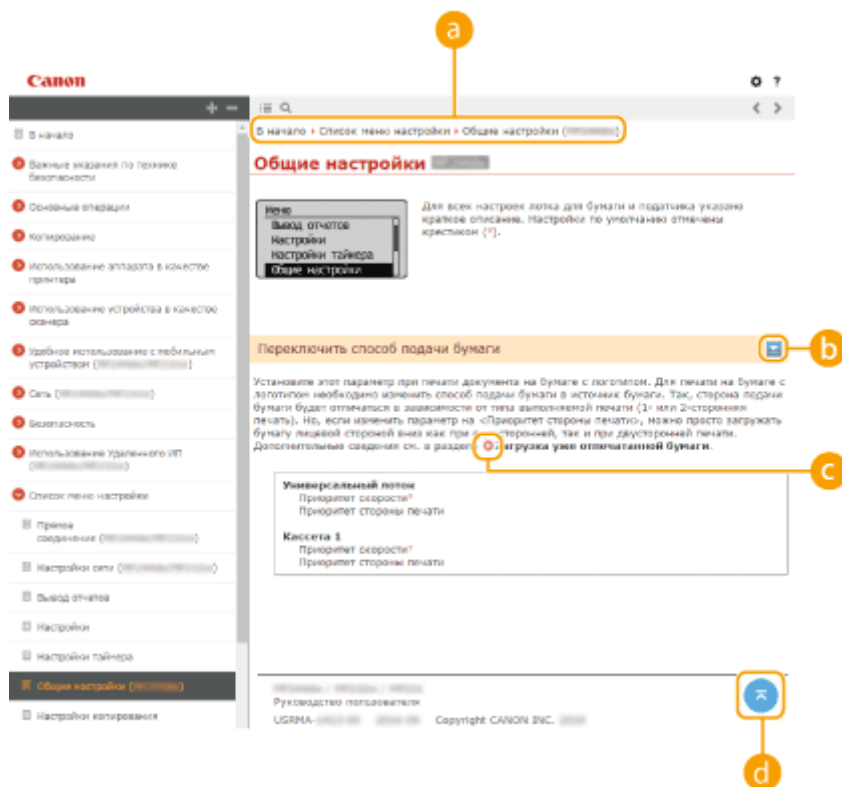 a
Canon
?
В начало
В начало › Список меню настройки › Общие настройки (
Важные указания по технике
безопасности
Общие настройки
Основные операции
Копирование
Использование аппарата в качестве
принтера
Использование устройства в качестве
сканера
Удобное использование с мобильным
устройством (
Сеть (
Безопасность
Использование Удаленного ИП
(
Список меню настройки
Прямое
соединение (
Настройки сети (
Вывод отчетов
Настройки
Настройки таймера
Общие настройки (
Настройки копирования
Меню
Вывод отчетов
Настройки
Настройки таймера
Общие настройки
Для всех настроек лотка для бумаги и податчика указано
краткое описание. Настройки по умолчанию отмечены
крестиком (*).
Переключить способ подачи бумаги
b
Установите этот параметр при печати документа на бумаге с логотипом. Для печати на бумаге с
логотипом необходимо изменить способ подачи бумаги в источник бумаги. Так, сторона подачи
бумаги будет отличаться в зависимости от типа выполняемой печати (1- или 2-сторонняя
печать). Но, если изменить параметр на <Приоритет стороны печати>, можно просто загружать
бумагу лицевой стороной вниз как при сторонней, так и при двусторонней печати.
Дополнительные сведения см. в раздел агрузка уже отпечатанной бумаги.
c
Универсальный лоток
Приоритет скорости*
Приоритет стороны печати
Кассета 1
Приоритет скорости*
Приоритет стороны печати
Руководство пользователя
USRMA- Copyright CANON INC.
d